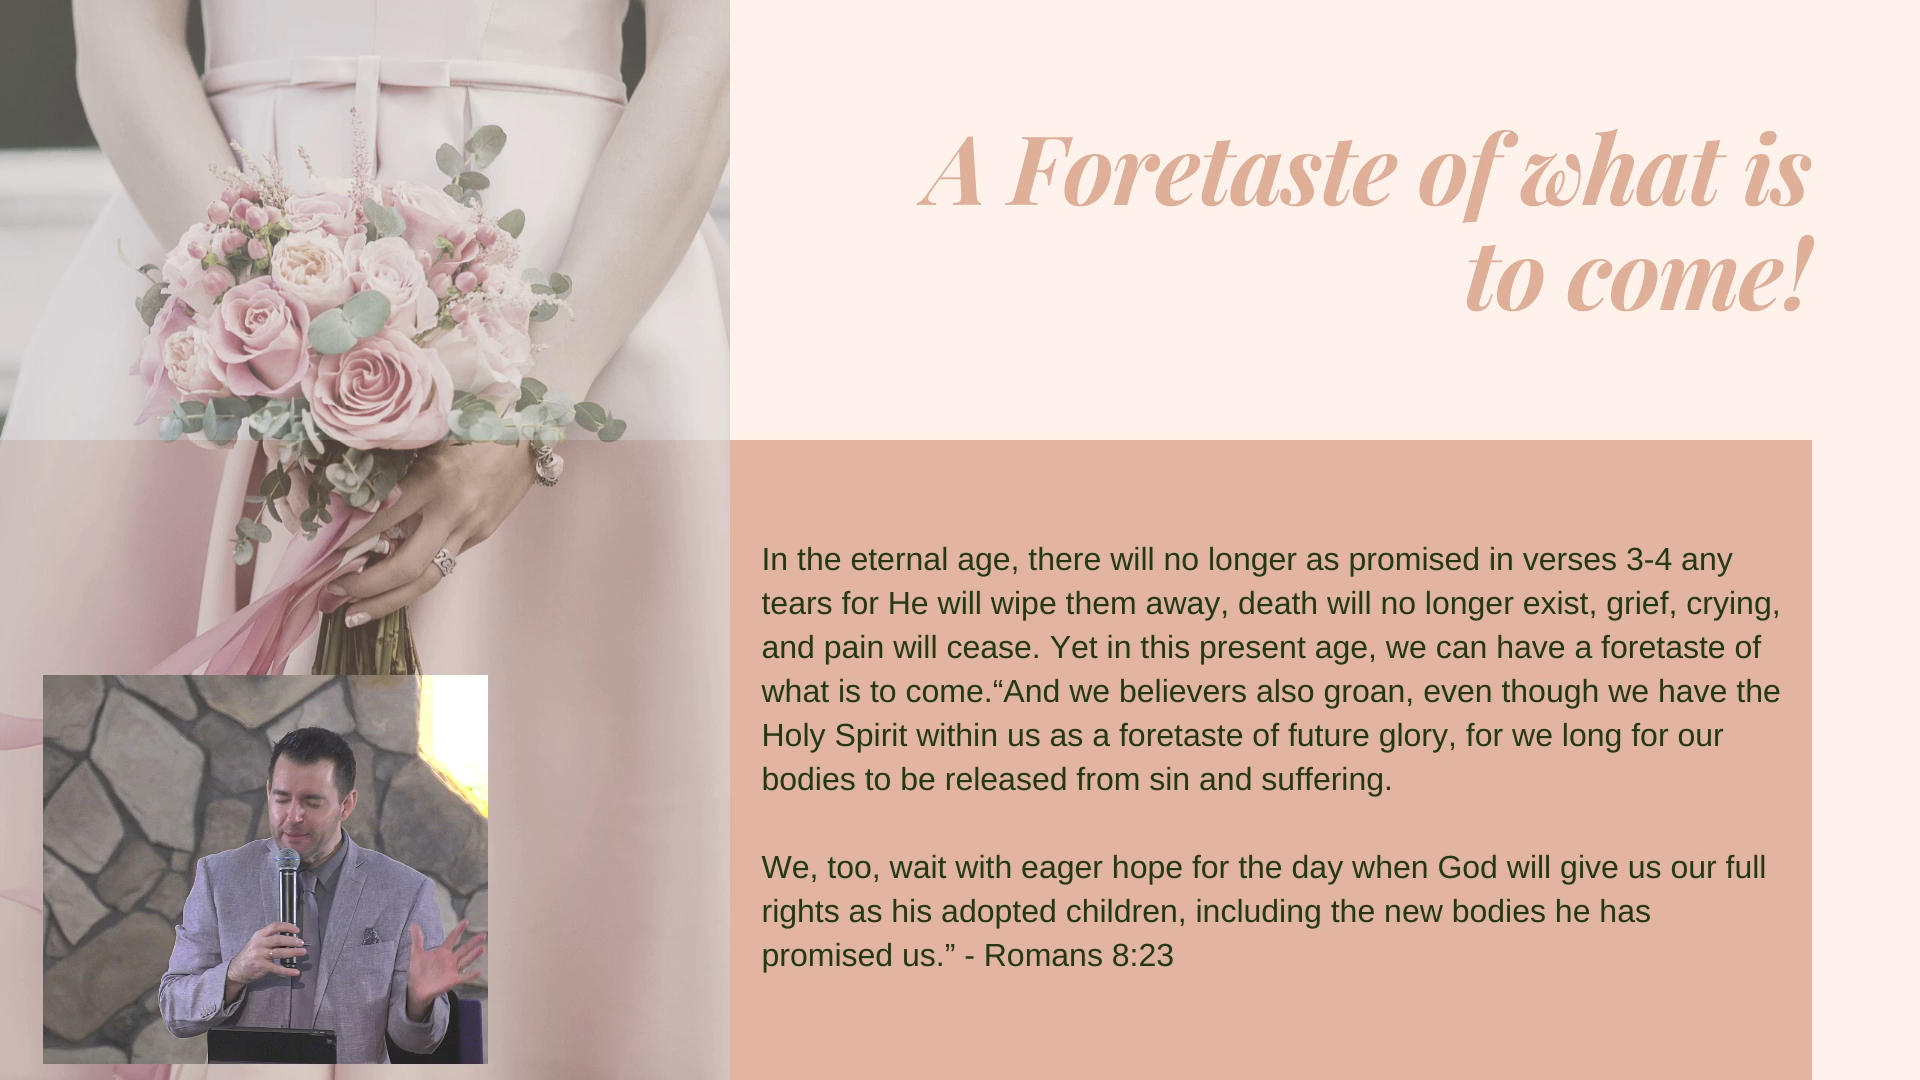 A Foretaste of what is
to come!
In the eternal age, there will no longer as promised in verses 3-4 any
tears for He will wipe them away, death will no longer exist, grief, crying,
and pain will cease. Yet in this present age, we can have a foretaste of
what is to come.“And we believers also groan, even though we have the
Holy Spirit within us as a foretaste of future glory, for we long for our
bodies to be released from sin and suffering.
We, too, wait with eager hope for the day when God will give us our full
rights as his adopted children, including the new bodies he has
promised us.” - Romans 8:23